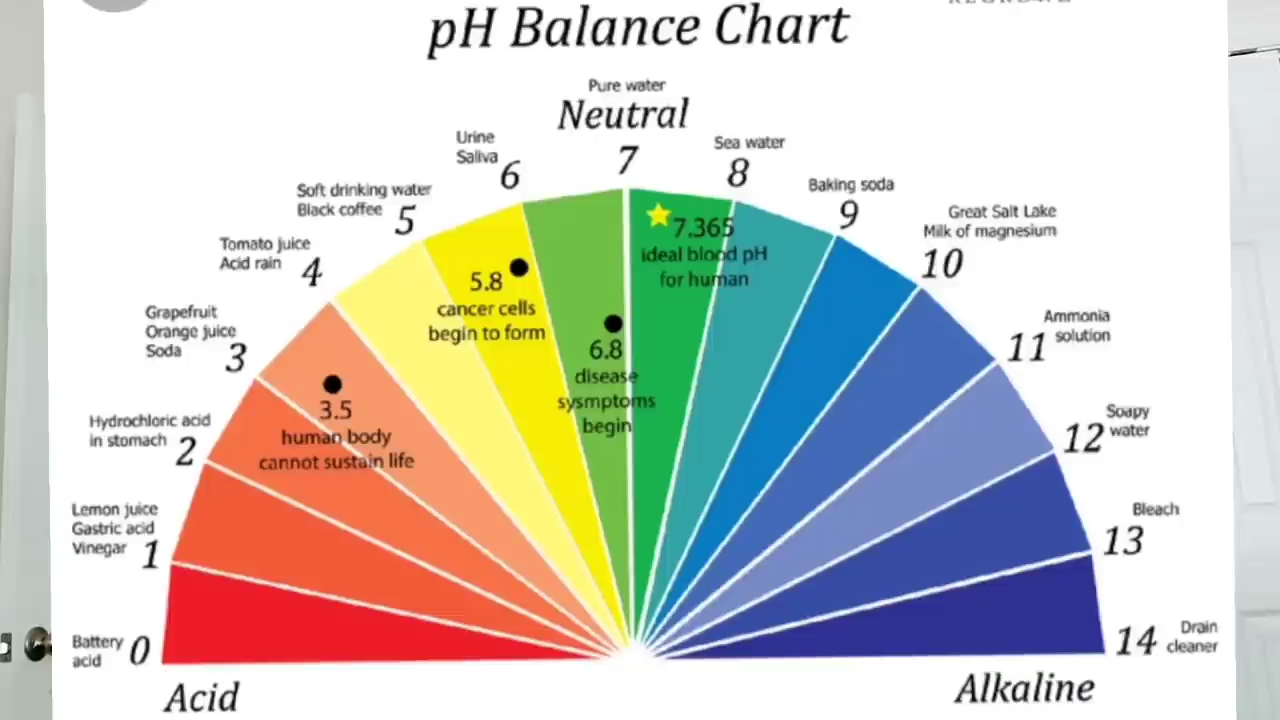 pH Balance Chart
Pure water
Neutral
7
Urine
Saliva
6
Sea water
8
Soft drinking water
Black coffee
5
Baking soda
9
Tomato juice
Acid rain
4
Great Salt Lake
Milk of magnesium
10
Grapefruit
Orange juice
Soda
3
Ammonia
solution
11
Hydrochloric acid
in stomach
2
Soapy
water
12
Lemon juice
Gastric acid
Vinegar
1
Bleach
13
Battery
acid
0
Drain
cleaner
14
7.365
ideal blood pH
for human
5.8
cancer cells
begin to form
6.8
disease
sysmptoms
begin
3.5
human body
cannot sustain life
Acid
Alkaline